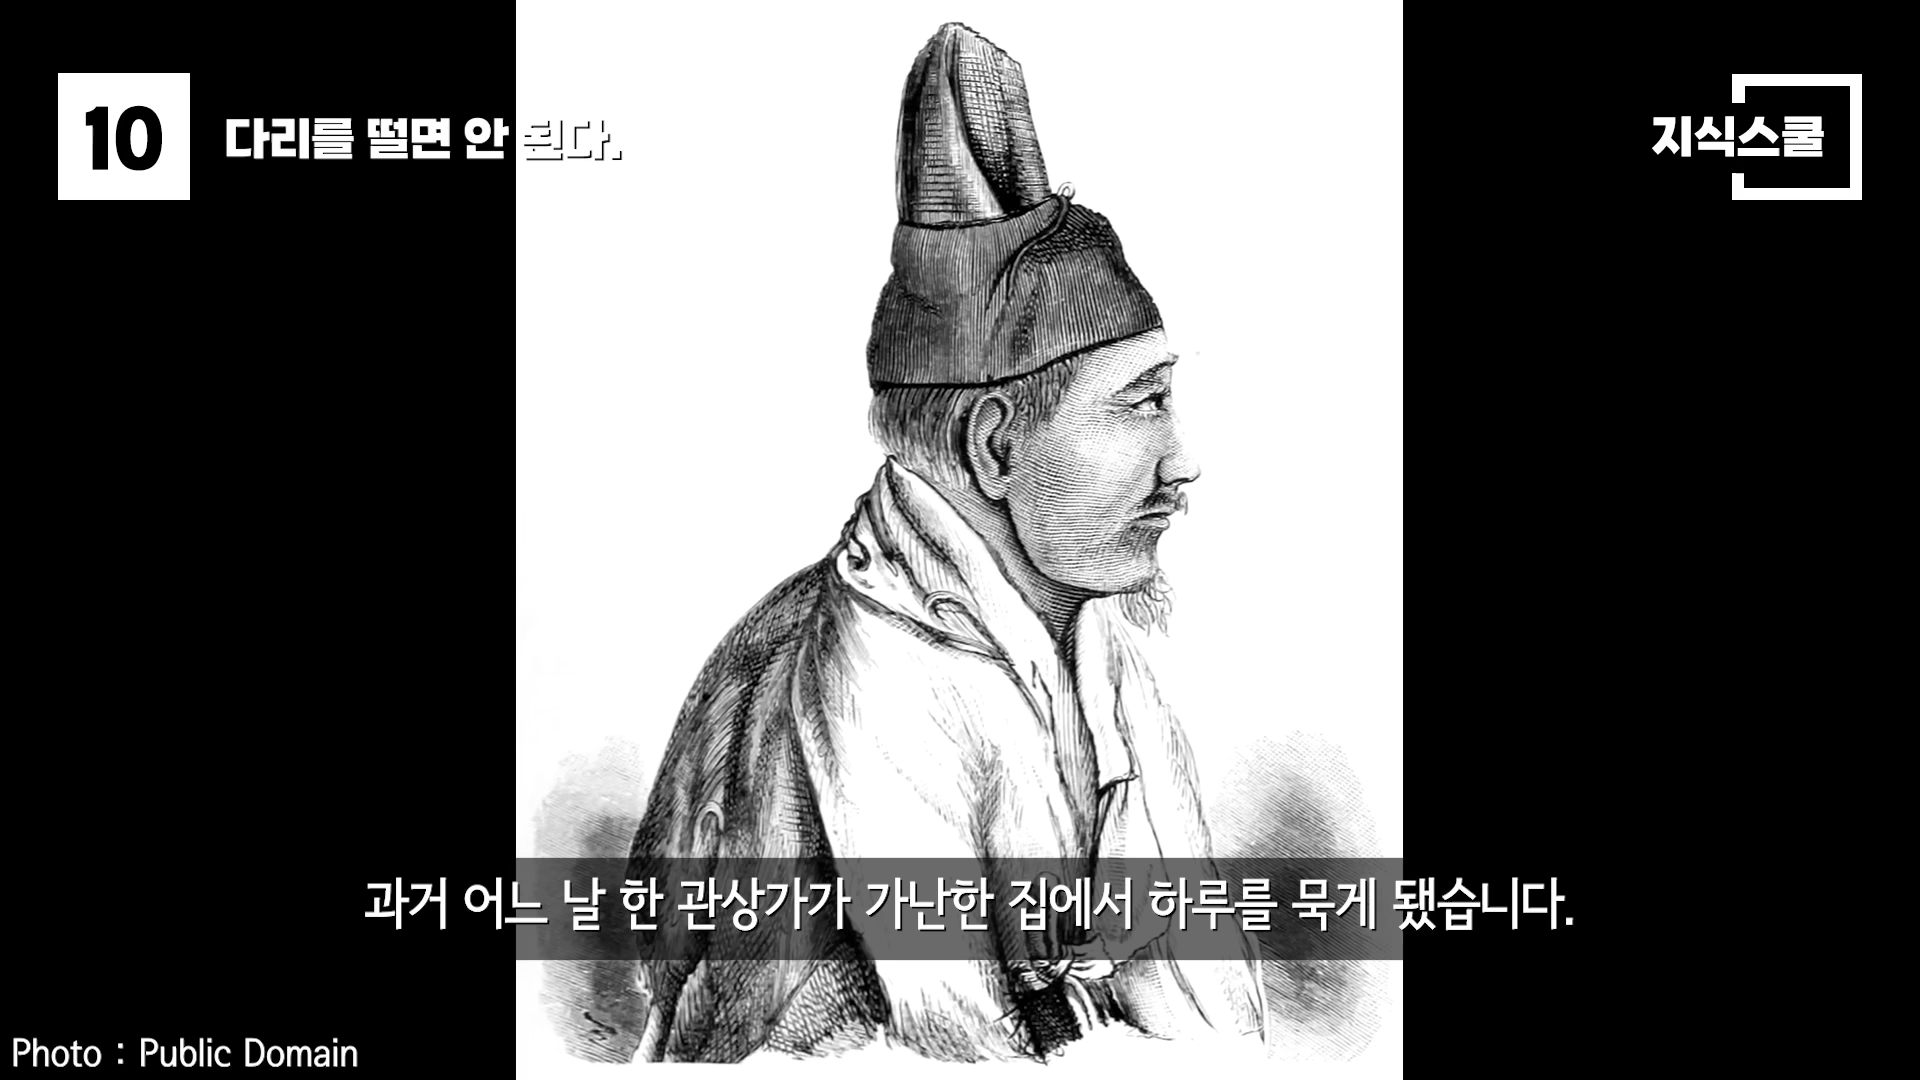 10
다리를 떨면 안 된다.
지식스쿨
과거 어느 날 한 관상가가 가난한 집에서 하루를 묵게 됐습니다.
Photo : Public Domain